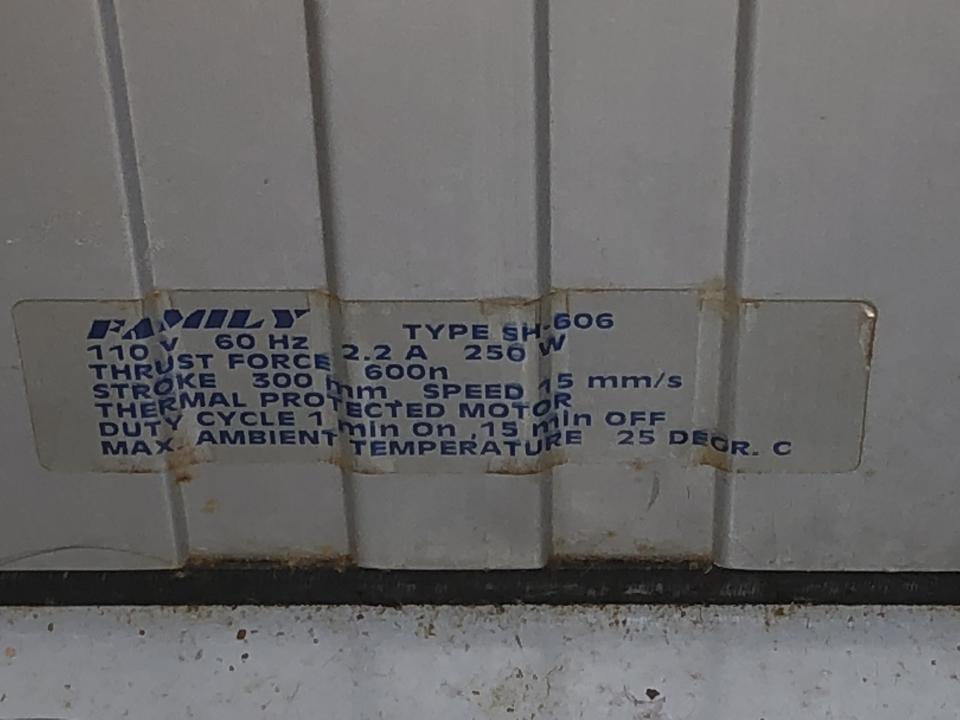 FAMILY TYPE SH-606
110 v 60 Hz 2.2 A 250 W
THRUST FORCE 600n
STROKE 300 mm SPEED 15 mm/s
THERMAL PROTECTED MOTOR
DUTY CYCLE 1 min On ,15 min OFF
MAX. AMBIENT TEMPERATURE 25 DEGR. C